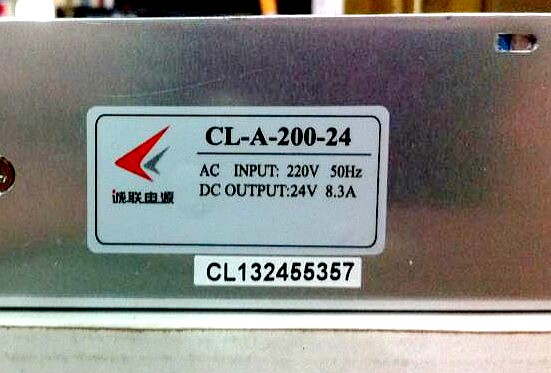 CL-A-200-24
AC INPUT: 220V 50Hz
DC OUTPUT:24V 8.3A
诚联电源
CL132455357